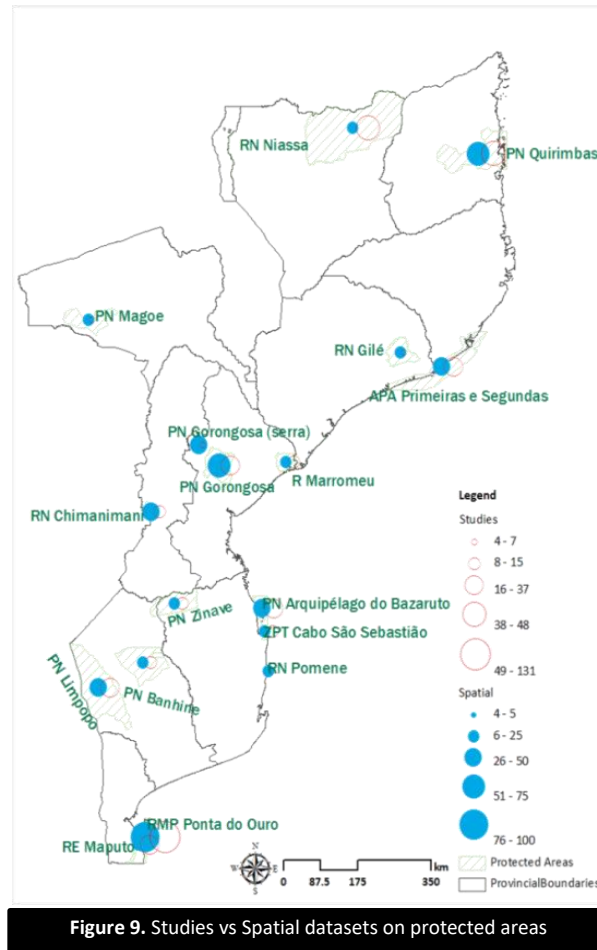 RN Niassa
PN Quirimbas
PN Magoe
RN Gilé
APA Primeiras e Segundas
PN Gorongosa (serra)
PN Gorongosa
R Marromeu
RN Chimanimani
PN Zinave
PN Arquipélago do Bazaruto
ZPT Cabo São Sebastião
RN Pomene
PN Banhine
PN Limpopo
RMP Ponta do Ouro
RE Maputo
Legend
Studies
4 - 7
8 - 15
16 - 37
38 - 48
49 - 131
Spatial
4 - 5
6 - 25
26 - 50
51 - 75
76 - 100
Protected Areas
ProvincialBoundaries
N
W E
S
km
0 87.5 175 350
Figure 9. Studies vs Spatial datasets on protected areas